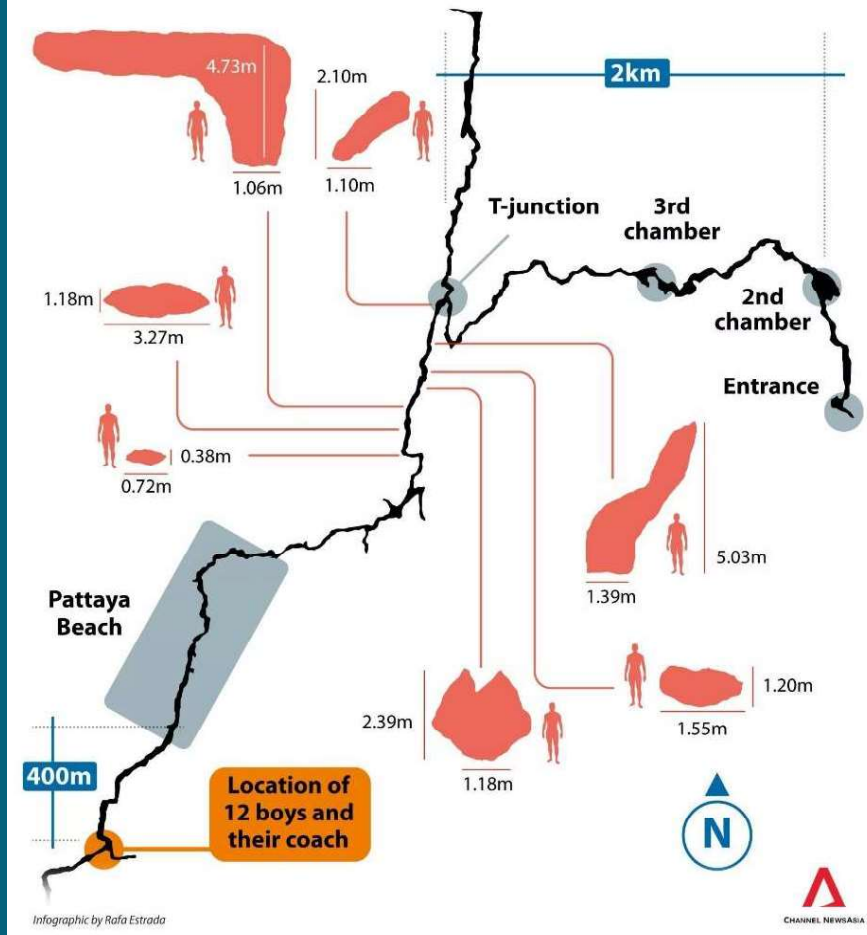 4.73m
2.10m
2km
1.06m
1.10m
T-junction
3rd
chamber
1.18m
3.27m
2nd
chamber
Entrance
0.38m
0.72m
5.03m
1.39m
Pattaya
Beach
1.20m
1.55m
2.39m
1.18m
400m
Location of
12 boys and
their coach
N
Infographic by Rafa Estrada
CHANNEL NEWSASIA